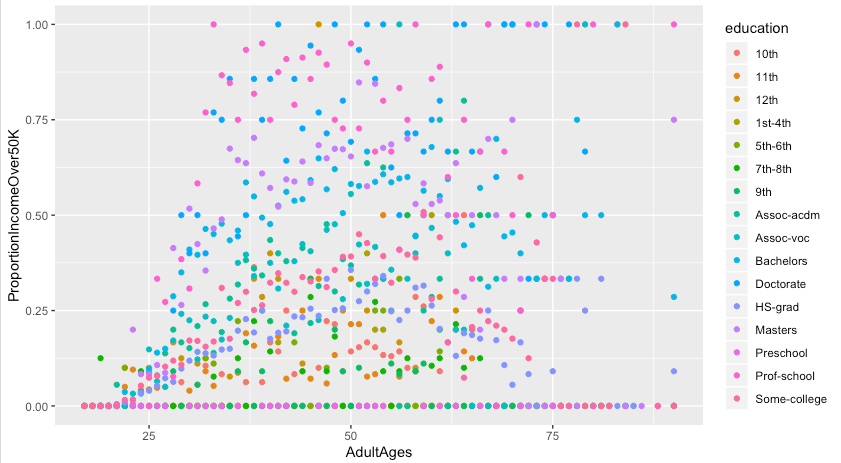 1.00
0.75
0.50
0.25
0.00
ProportionIncomeOver50K
25
50
75
AdultAges
education
10th
11th
12th
1st-4th
5th-6th
7th-8th
9th
Assoc-acdm
Assoc-voc
Bachelors
Doctorate
HS-grad
Masters
Preschool
Prof-school
Some-college